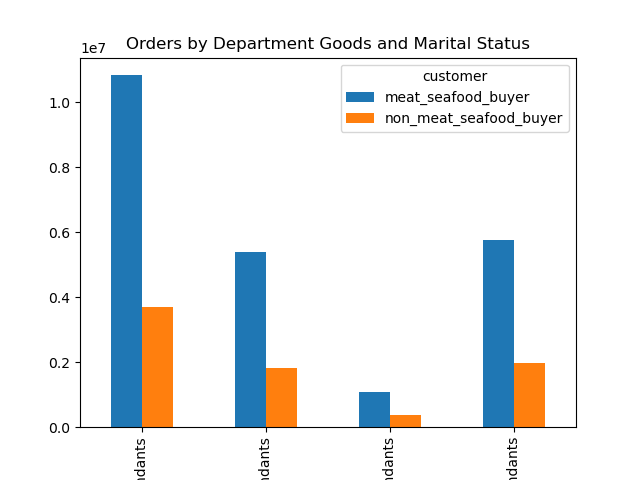 Orders by Department Goods and Marital Status
1e7
customer
meat_seafood_buyer
non_meat_seafood_buyer
1.0
0.8
0.6
0.4
0.2
0.0
ndants
ndants
ndants
ndants